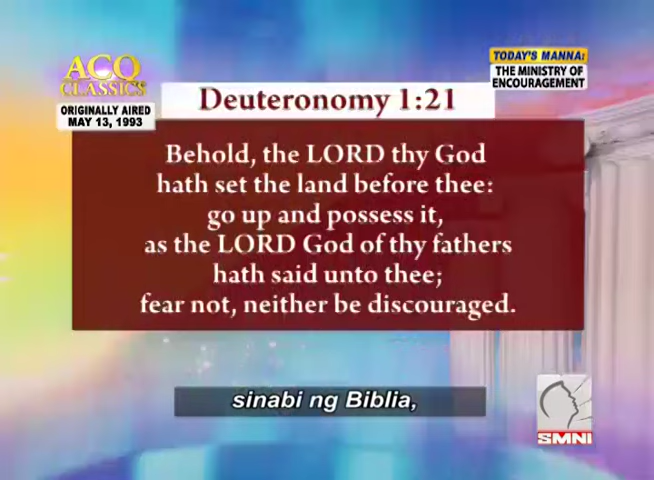 ACQ
CLASSICS
ORIGINALLY AIRED
MAY 13, 1993
TODAY'S MANNA:
THE MINISTRY OF
ENCOURAGEMENT
Deuteronomy 1:21
Behold, the LORD thy God
hath set the land before thee:
go up and possess it,
as the LORD God of thy fathers
hath said unto thee;
fear not, neither be discouraged.
sinabi ng Biblia,
SMNI